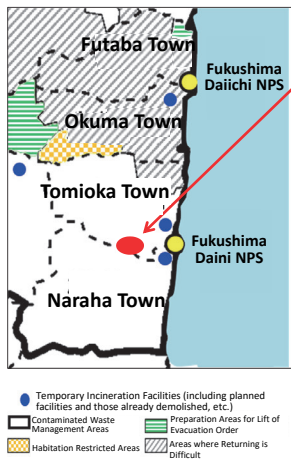 Futaba Town
Fukushima
Daiichi NPS
Okuma Town
Tomioka Town
Fukushima
Daini NPS
Naraha Town
Temporary Incineration Facilities (including planned
facilities and those already demolished, etc.)
Contaminated Waste
Management Areas
Preparation Areas for Lift of
Evacuation Order
Habitation Restricted Areas
Areas where Returning is
Difficult